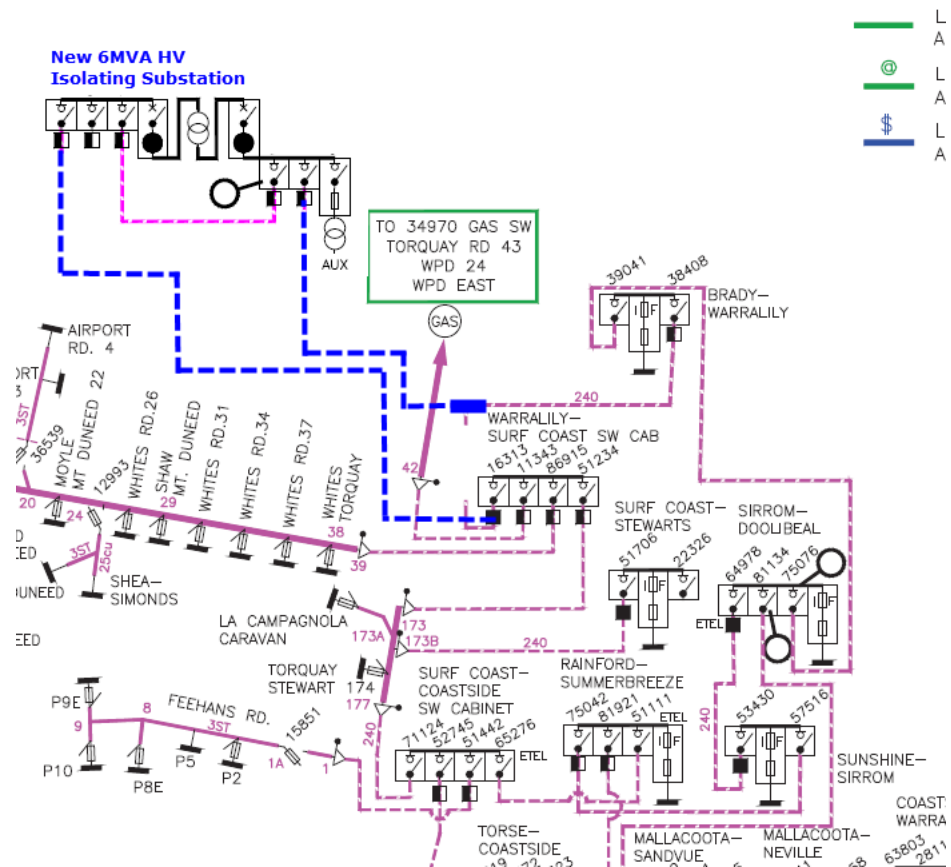 New 6MVA HV
Isolating Substation
L
A
@
L
A
$
L
A
AUX
TO 34970 GAS SW
TORQUAY RD 43
WPD 24
WPD EAST
GAS
39041
38408
BRADY–
WARRALILY
I
F
240
AIRPORT
RD. 4
3ST
36539
MOYLE
MT DUNEED 22
12993
WHITES RD.26
SHAW
MT. DUNEED
29
WHITES RD.31
WHITES RD.34
WHITES RD.37
WHITES
TORQUAY
38
39
20
24
3ST
25cu
SHEA–
SIMONDS
42
WARRALILY–
SURF COAST SW CAB
16313
11343
86915
51234
SURF COAST–
STEWARTS
51706
22326
I
F
SIRROM–
DOOLIBEAL
64978
81134
75076
I
F
ETEL
LA CAMPAGNOLA
CARAVAN
173
173A
173B
240
TORQUAY
STEWART
174
177
240
SURF COAST–
COASTSIDE
SW CABINET
71124
52745
51442
65276
ETEL
RAINFORD–
SUMMERBREEZE
75042
81921
51111
ETEL
I
F
240
53430
57516
I
F
SUNSHINE–
SIRROM
P9E
9
P10
8
P8E
FEEHANS RD.
3ST
P5
P2
15851
1A
1
TORSE–
COASTSIDE
MALLACOOTA–
SANDVUE
MALLACOOTA–
NEVILLE
COAST
WARRA
63803
2811